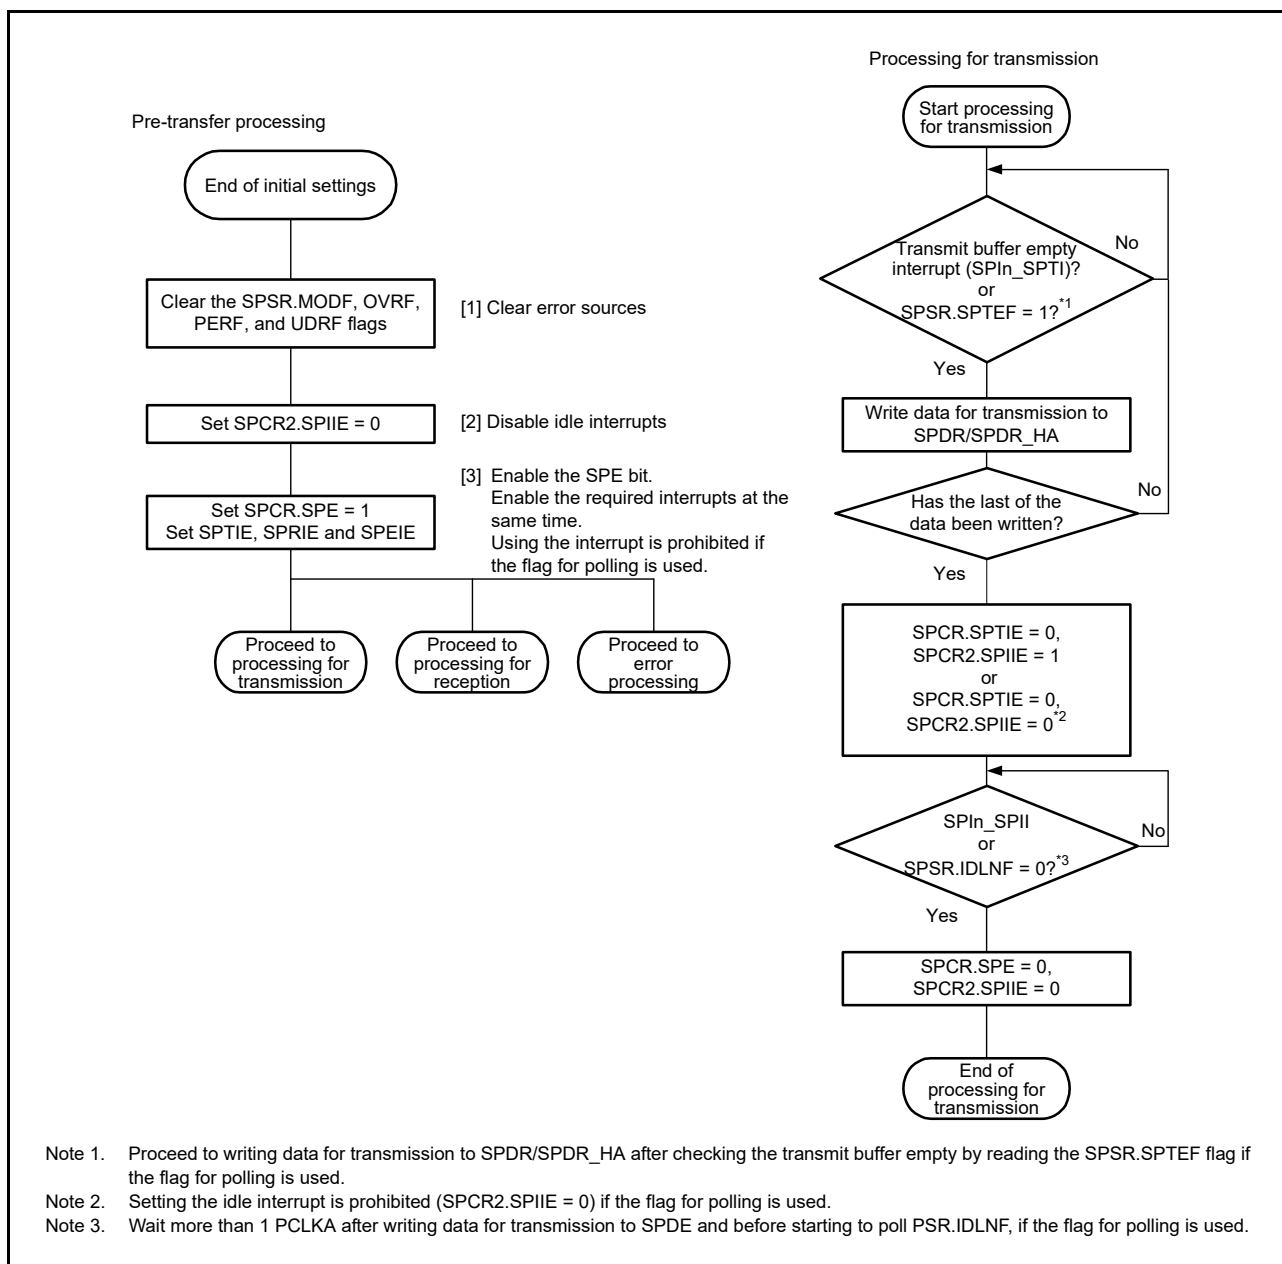 Pre-transfer processing
End of initial settings
Clear the SPSR.MODF, OVRF,
PERF, and UDRF flags
[1] Clear error sources
Set SPCR2.SPIIE = 0
[2] Disable idle interrupts
Set SPCR.SPE = 1
Set SPTIE, SPRIE and SPEIE
[3] Enable the SPE bit.
Enable the required interrupts at the
same time.
Using the interrupt is prohibited if
the flag for polling is used.
Proceed to
processing for
transmission
Proceed to
processing for
reception
Proceed to
error
processing
Processing for transmission
Start processing
for transmission
Transmit buffer empty
interrupt (SPIn_SPTI)?
or
SPSR.SPTEF = 1?*1
No
Yes
Write data for transmission to
SPDR/SPDR_HA
Has the last of the
data been written?
No
Yes
SPCR.SPTIE = 0,
SPCR2.SPIIE = 1
or
SPCR.SPTIE = 0,
SPCR2.SPIIE = 0*2
SPIn_SPII
or
SPSR.IDLNF = 0?*3
No
Yes
SPCR.SPE = 0,
SPCR2.SPIIE = 0
End of
processing for
transmission
Note 1. Proceed to writing data for transmission to SPDR/SPDR_HA after checking the transmit buffer empty by reading the SPSR.SPTEF flag if
the flag for polling is used.
Note 2. Setting the idle interrupt is prohibited (SPCR2.SPIIE = 0) if the flag for polling is used.
Note 3. Wait more than 1 PCLKA after writing data for transmission to SPDE and before starting to poll PSR.IDLNF, if the flag for polling is used.